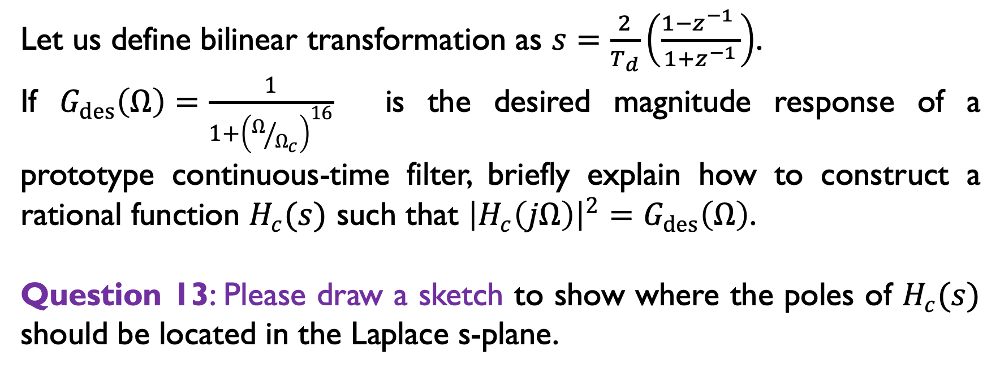 Let us define bilinear transformation as $s = \frac{2}{T_d}\left(\frac{1-z^{-1}}{1+z^{-1}}\right)$.
If $G_{\text{des}}(\Omega) = \frac{1}{1+\left(\Omega/\Omega_c\right)^{16}}$ is the desired magnitude response of a
prototype continuous-time filter, briefly explain how to construct a
rational function $H_c(s)$ such that $|H_c(j\Omega)|^2 = G_{\text{des}}(\Omega)$.
Question 13: Please draw a sketch to show where the poles of $H_c(s)$
should be located in the Laplace s-plane.